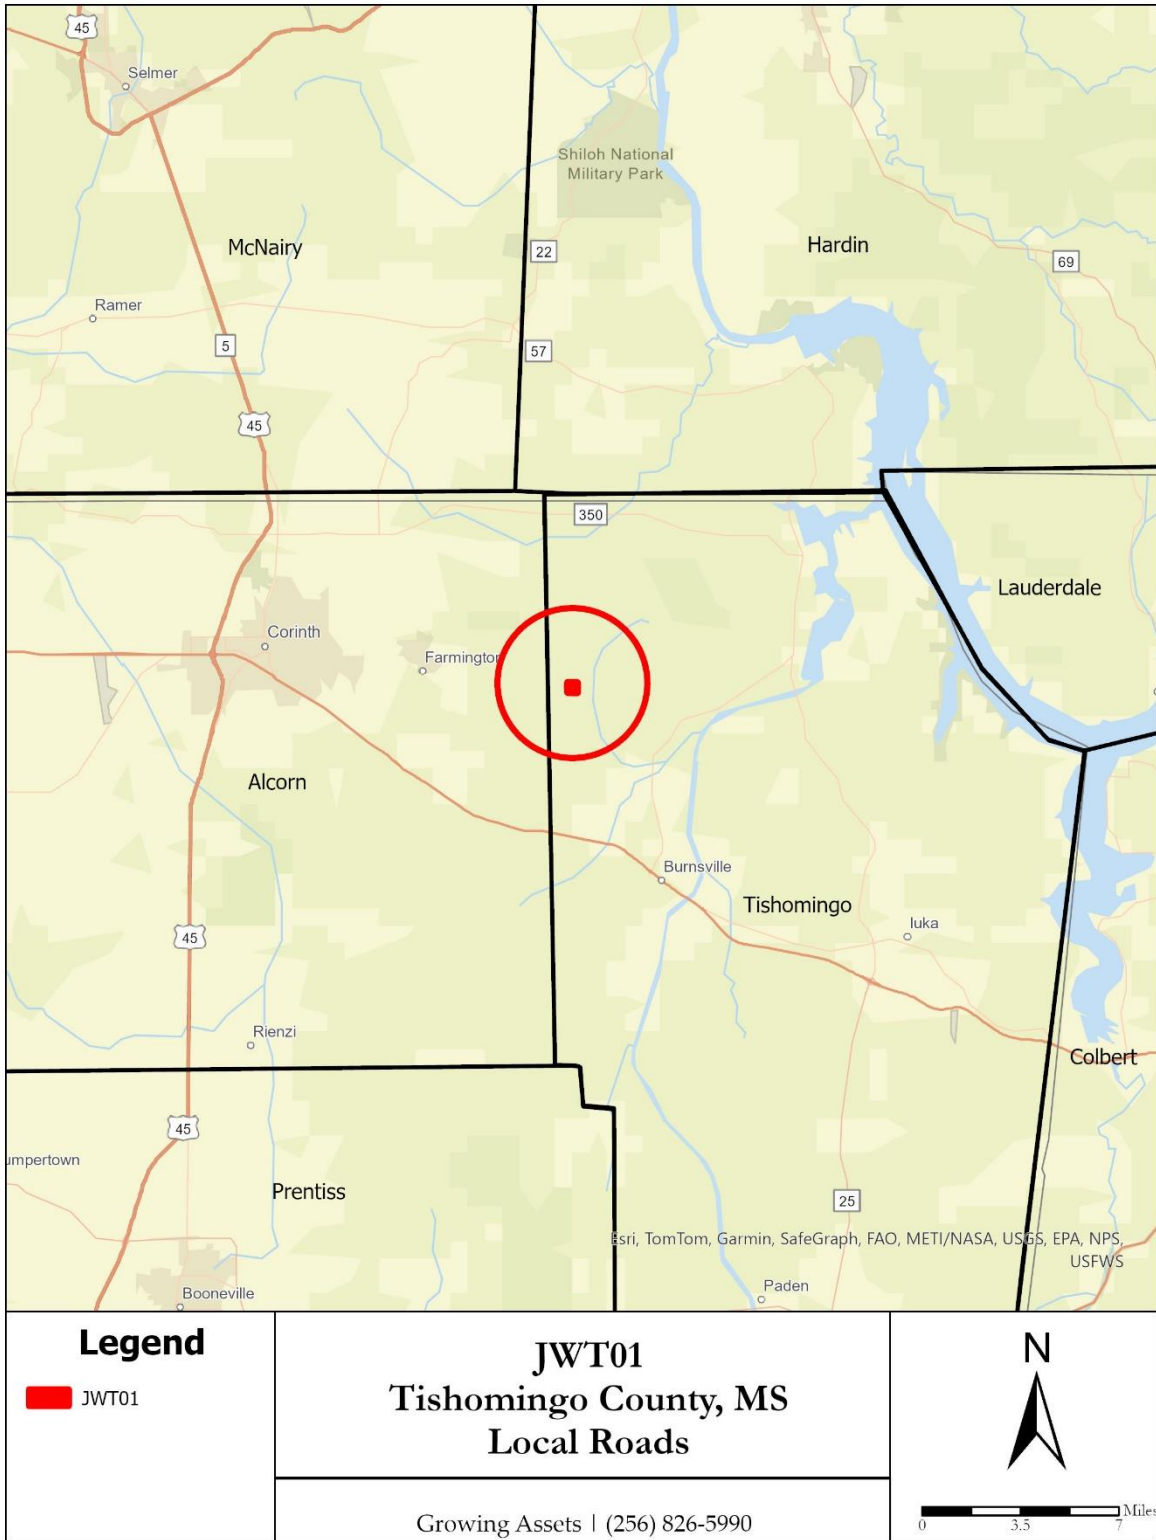 45
Selmer
Shiloh National
Military Park
McNairy
22
Hardin
69
Ramer
5
57
45
350
Lauderdale
Corinth
Farmington
Alcorn
Burnsville
Tishomingo
Iuka
45
Rienzi
Colbert
45
umpertown
Prentiss
25
Esri, TomTom, Garmin, SafeGraph, FAO, METI/NASA, USGS, EPA, NPS,
USFWS
Paden
Booneville
Legend
JWT01
JWT01
Tishomingo County, MS
Local Roads
Growing Assets | (256) 826-5990
N
Miles
0 3.5 7